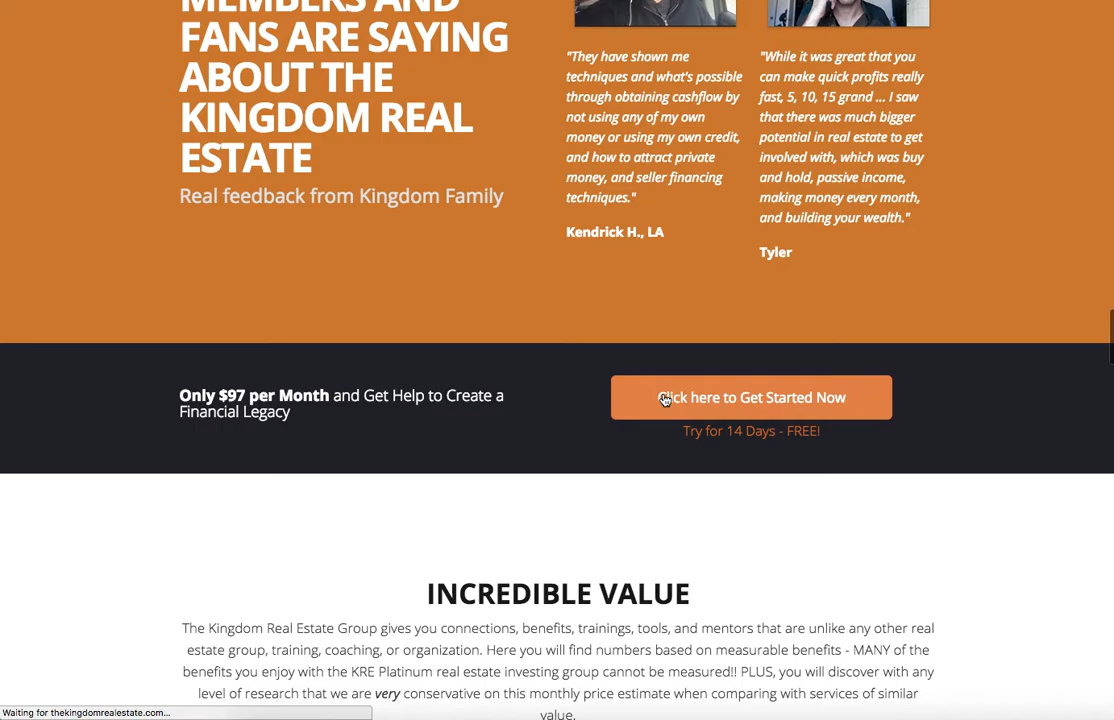 MEMBERS AND
FANS ARE SAYING
ABOUT THE
KINGDOM REAL
ESTATE
Real feedback from Kingdom Family
"They have shown me
techniques and what's possible
through obtaining cashflow by
not using any of my own
money or using my own credit,
and how to attract private
money, and seller financing
techniques."
Kendrick H., LA
"While it was great that you
can make quick profits really
fast, 5, 10, 15 grand ... I saw
that there was much bigger
potential in real estate to get
involved with, which was buy
and hold, passive income,
making money every month,
and building your wealth."
Tyler
Only $97 per Month and Get Help to Create a
Financial Legacy
Click here to Get Started Now
Try for 14 Days - FREE!
INCREDIBLE VALUE
The Kingdom Real Estate Group gives you connections, benefits, trainings, tools, and mentors that are unlike any other real
estate group, training, coaching, or organization. Here you will find numbers based on measurable benefits - MANY of the
benefits you enjoy with the KRE Platinum real estate investing group cannot be measured!! PLUS, you will discover with any
level of research that we are very conservative on this monthly price estimate when comparing with services of similar
value.
Waiting for thekingdomrealestate.com...